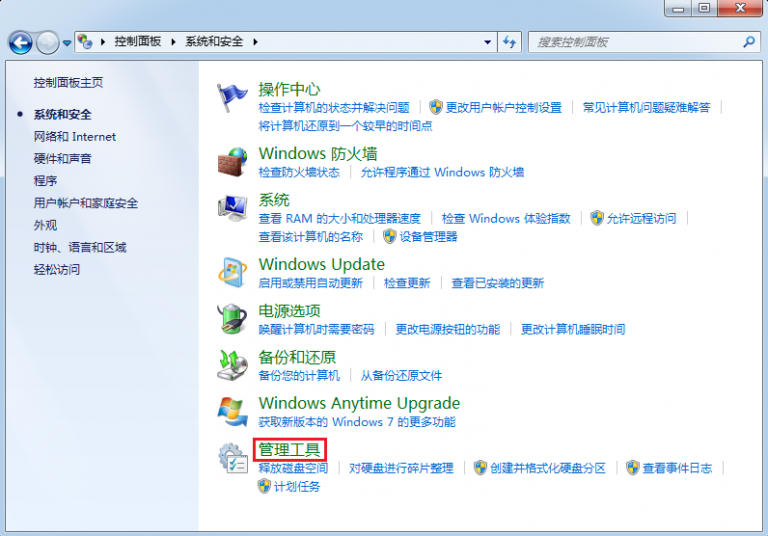 控制面板 系统和安全 搜索控制面板
控制面板主页
系统和安全
网络和 Internet
硬件和声音
程序
用户帐户和家庭安全
外观
时钟、语言和区域
轻松访问
操作中心
检查计算机的状态并解决问题 更改用户帐户控制设置 常见计算机问题疑难解答
将计算机还原到一个较早的时间点
Windows 防火墙
检查防火墙状态 允许程序通过 Windows 防火墙
系统
查看 RAM 的大小和处理器速度 检查 Windows 体验指数 允许远程访问
查看该计算机的名称 设备管理器
Windows Update
启用或禁用自动更新 检查更新 查看已安装的更新
电源选项
唤醒计算机时需要密码 更改电源按钮的功能 更改计算机睡眠时间
备份和还原
备份您的计算机 从备份还原文件
Windows Anytime Upgrade
获取新版本的 Windows 7 的更多功能
管理工具
释放磁盘空间 对硬盘进行碎片整理 创建并格式化硬盘分区 查看事件日志
计划任务